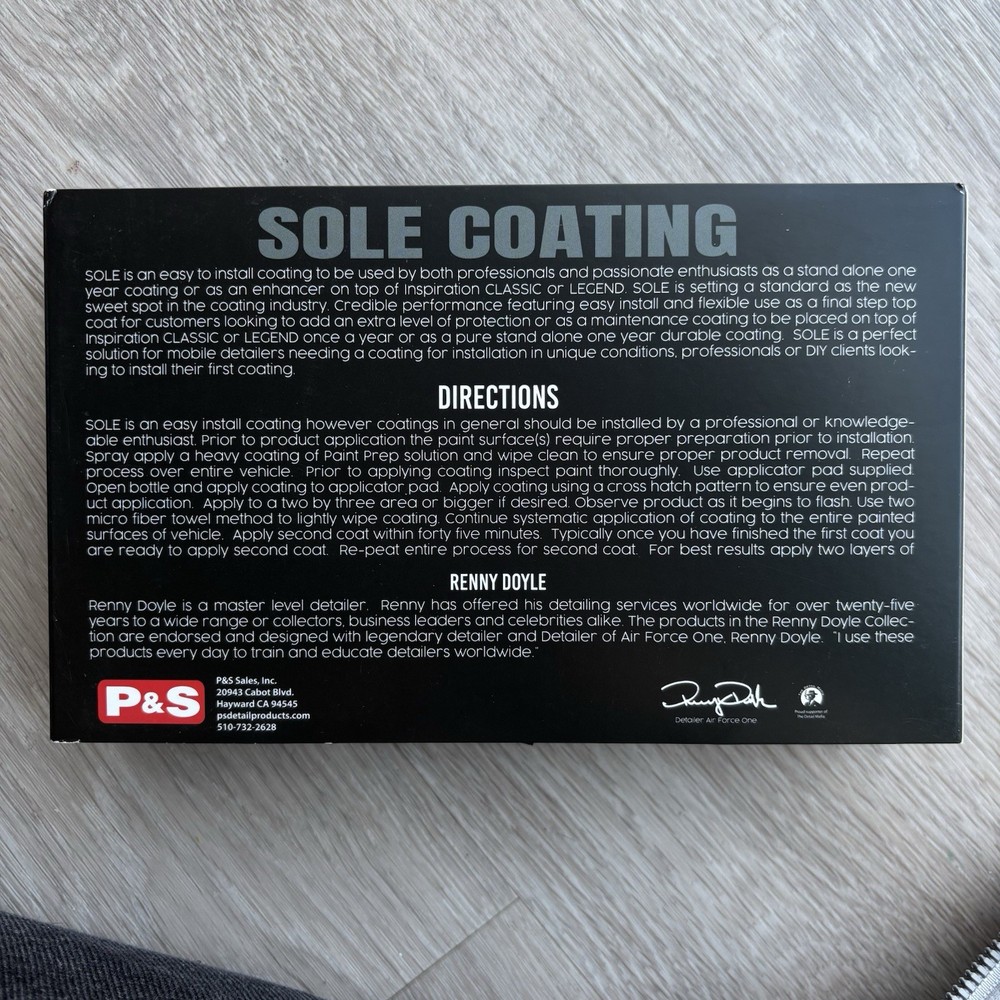 SOLE COATING
SOLE is an easy to install coating to be used by both professionals and passionate enthusiasts as a stand alone one
year coating or as an enhancer on top of Inspiration CLASSIC or LEGEND. SOLE is setting a standard as the new
sweet spot in the coating industry. Credible performance featuring easy install and flexible use as a final step top
coat for customers looking to add an extra level of protection or as a maintenance coating to be placed on top of
Inspiration CLASSIC or LEGEND once a year or as a pure stand alone one year durable coating. SOLE is a perfect
solution for mobile detailers needing a coating for installation in unique conditions, professionals or DIY clients look-
ing to install their first coating.
DIRECTIONS
SOLE is an easy install coating however coatings in general should be installed by a professional or knowledge-
able enthusiast. Prior to product application the paint surface(s) require proper preparation prior to installation.
Spray apply a heavy coating of Paint Prep solution and wipe clean to ensure proper product removal. Repeat
process over entire vehicle. Prior to applying coating inspect paint thoroughly. Use applicator pad supplied.
Open bottle and apply coating to applicator pad. Apply coating using a cross hatch pattern to ensure even prod-
uct application. Apply to a two by three area or bigger if desired. Observe product as it begins to flash. Use two
micro fiber towel method to lightly wipe coating. Continue systematic application of coating to the entire painted
surfaces of vehicle. Apply second coat within forty five minutes. Typically once you have finished the first coat you
are ready to apply second coat. Re-peat entire process for second coat. For best results apply two layers of
RENNY DOYLE
Renny Doyle is a master level detailer. Renny has offered his detailing services worldwide for over twenty-five
years to a wide range or collectors, business leaders and celebrities alike. The products in the Renny Doyle Collec-
tion are endorsed and designed with legendary detailer and Detailer of Air Force One, Renny Doyle. "I use these
products every day to train and educate detailers worldwide."
P&S
P&S Sales, Inc.
20943 Cabot Blvd.
Hayward CA 94545
psdetailproducts.com
510-732-2628
Detailer Air Force One
Proud supporter of
The Detail Mafia